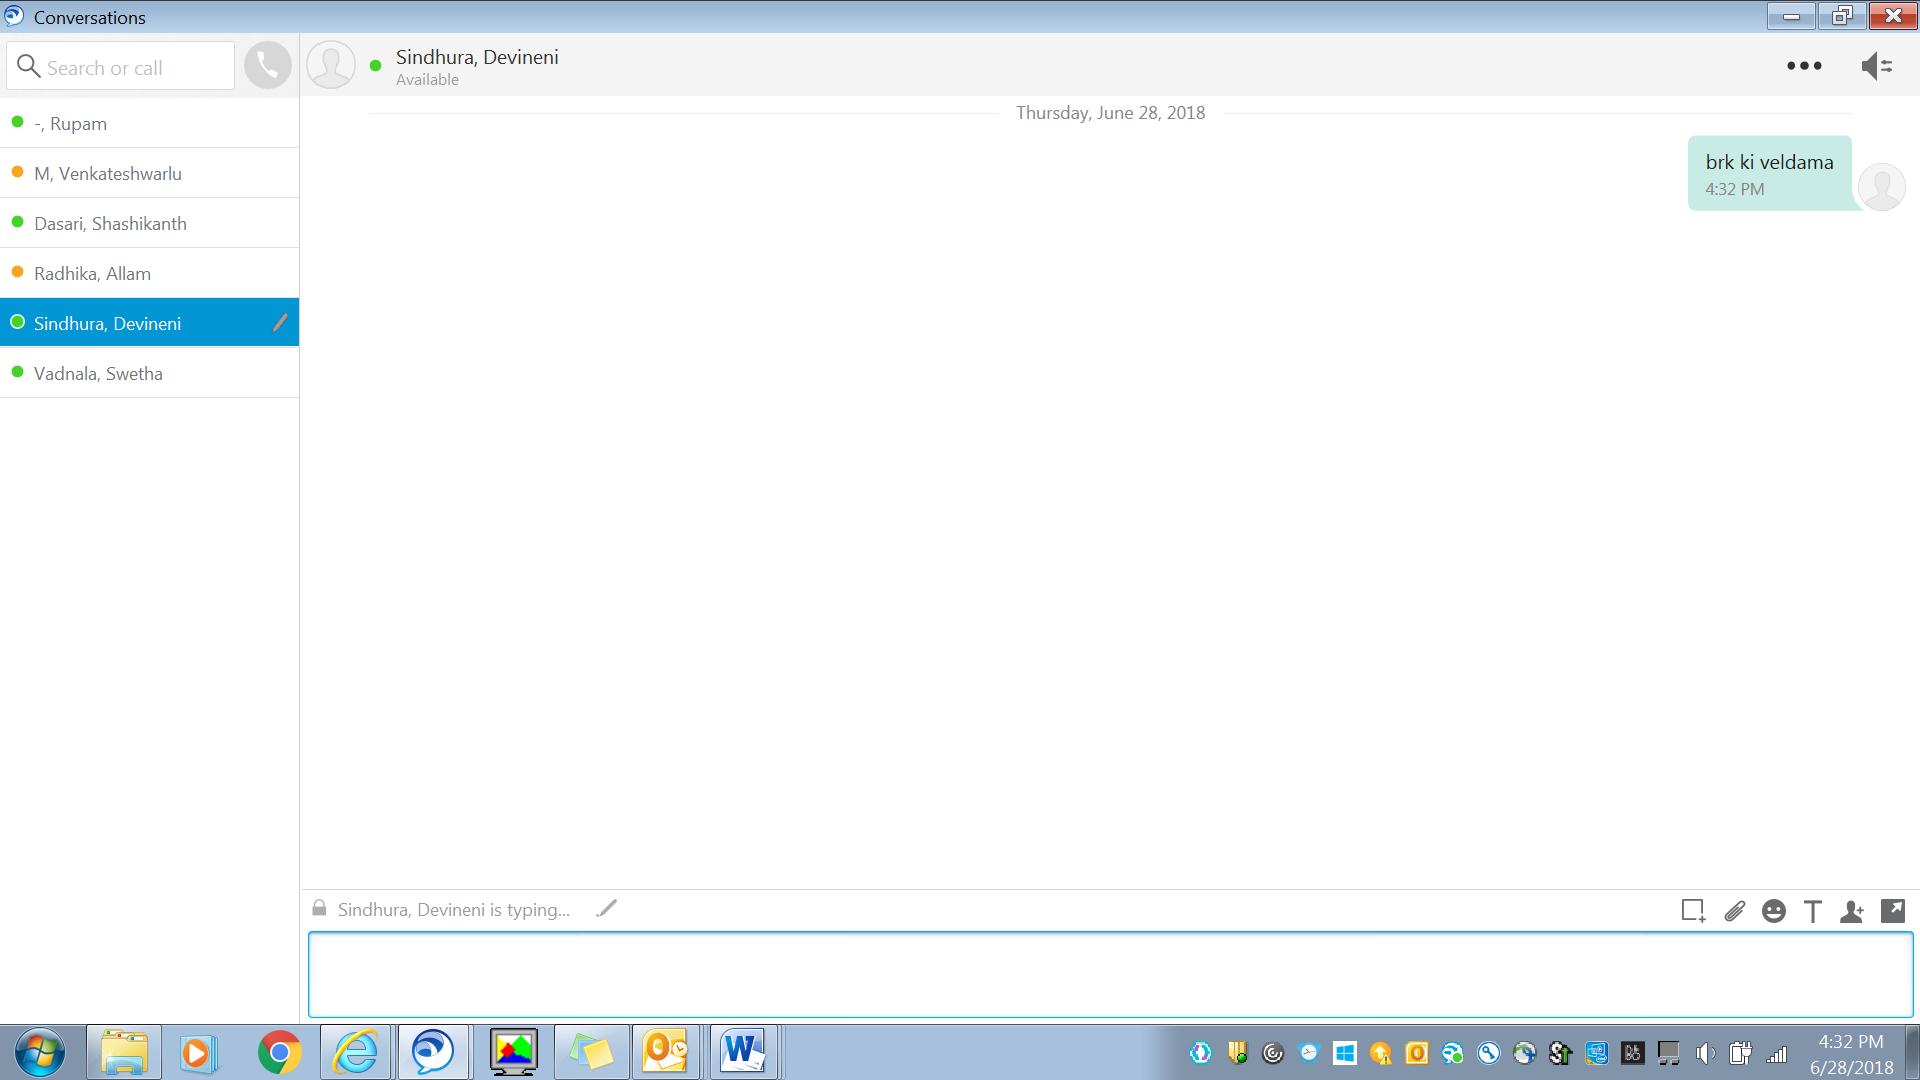 Conversations
Search or call
-, Rupam
M, Venkateshwarlu
Dasari, Shashikanth
Radhika, Allam
Sindhura, Devineni
Vadnala, Swetha
Sindhura, Devineni
Available
Thursday, June 28, 2018
brk ki veldama
4:32 PM
Sindhura, Devineni is typing...
4:32 PM
6/28/2018